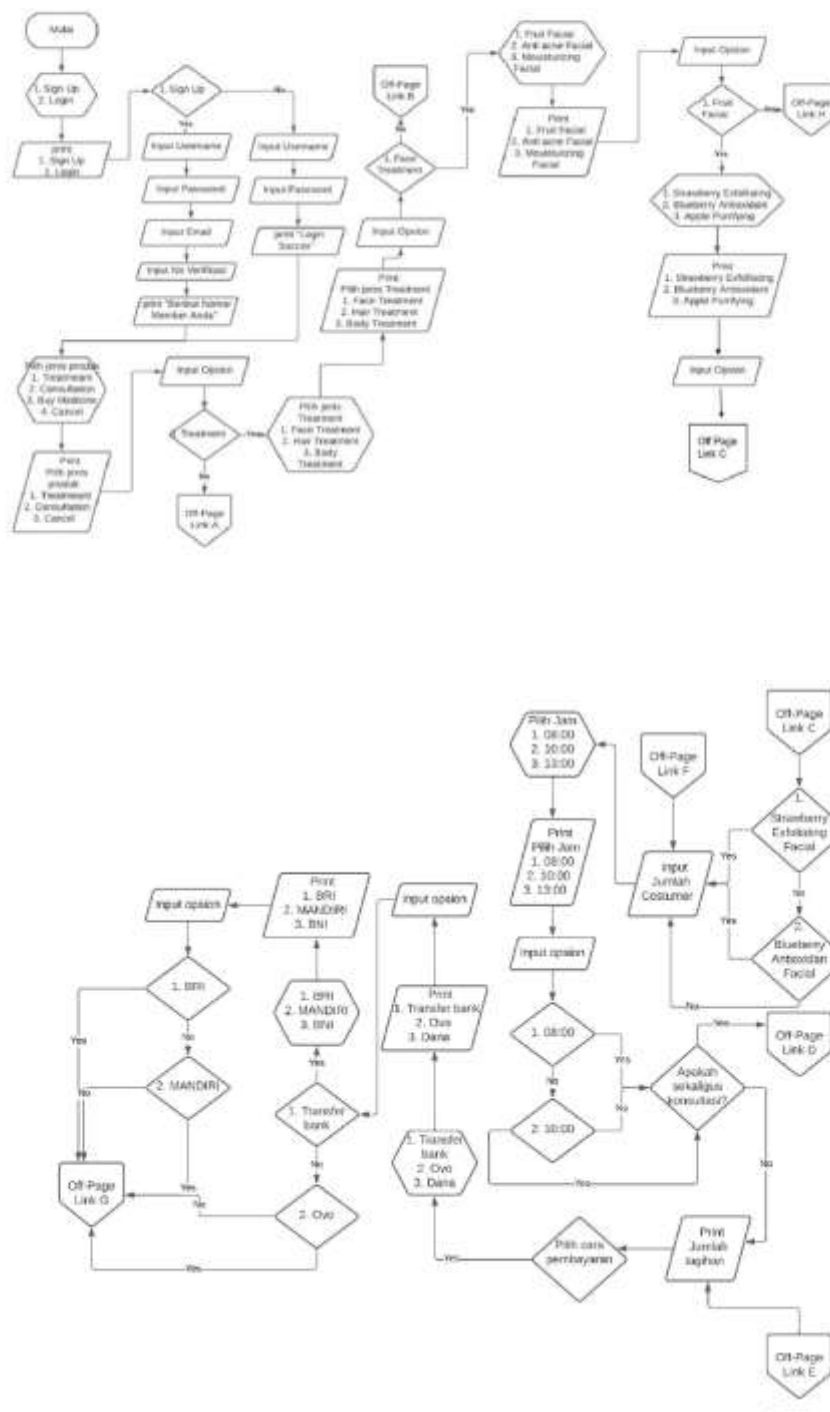 Mulai
1. Sign Up
2. Login
print
1. Sign Up
2. Login
1. Sign Up
No
Yes
Input Username
Input Password
Input Email
Input No Verifikasi
print "Berikut Nomor
Member Anda"
Input Username
Input Password
print "Login
Pilih jenis produk
1. Treatment
2. Consultation
3. Buy Medicine
4. Cancel
Print
Pilih jenis
produk
1. Treatment
2. Consultation
3. Cancel
Input Opsion
Treatment
Yes
No
Off-Page
Link A
Pilih jenis
Treatment
1. Face Treatment
2. Hair Treatment
3. Body
Treatment
Print
Pilih jenis Treatment
1. Face Treatment
2. Hair Treatment
3. Body Treatment
Input Opsion
1. Face
Treatment
No
Yes
Off-Page
Link B
1. Fruit Facial
2. Anti acne Facial
3. Mousturizing
Facial
Print
1. Fruit Facial
2. Anti acne Facial
3. Mousturizing
Facial
Input Opsion
1. Fruit
Facial
Off-Page
Link H
Yes
1. Strawberry Exfoliating
2. Blueberry Antioxidan
3. Apple Purifying
Print
1. Strawberry Exfoliating
2. Blueberry Antioxidan
3. Apple Purifying
Input Opsion
Off Page
Link C
Off-Page
Link C
1.
Strawberry
Exfoliating
Facial
Yes
No
2.
Blueberry
Antioxidan
Facial
Yes
No
Off-Page
Link F
Input
Jumlah
Costumer
Pilih Jam
1. 08:00
2. 10:00
3. 13:00
Print
Pilih Jam
1. 08:00
2. 10:00
3. 13:00
Input opsion
1. 08:00
Yes
No
2. 10:00
No
Yes
Apakah
sekaligus
konsultasi?
Yes
Off-Page
Link D
No
Print
Jumlah
tagihan
Off-Page
Link E
Pilih cara
pembayaran
Yes
1. Transfer
bank
2. Ovo
3. Dana
Print
1. Transfer bank
2. Ovo
3. Dana
Input opsion
1. Transfer
bank
Yes
No
2. Ovo
No
Yes
1. BRI
2. MANDIRI
3. BNI
Print
1. BRI
2. MANDIRI
3. BNI
Input opsion
1. BRI
Yes
No
2. MANDIRI
No
Yes
Off-Page
Link G